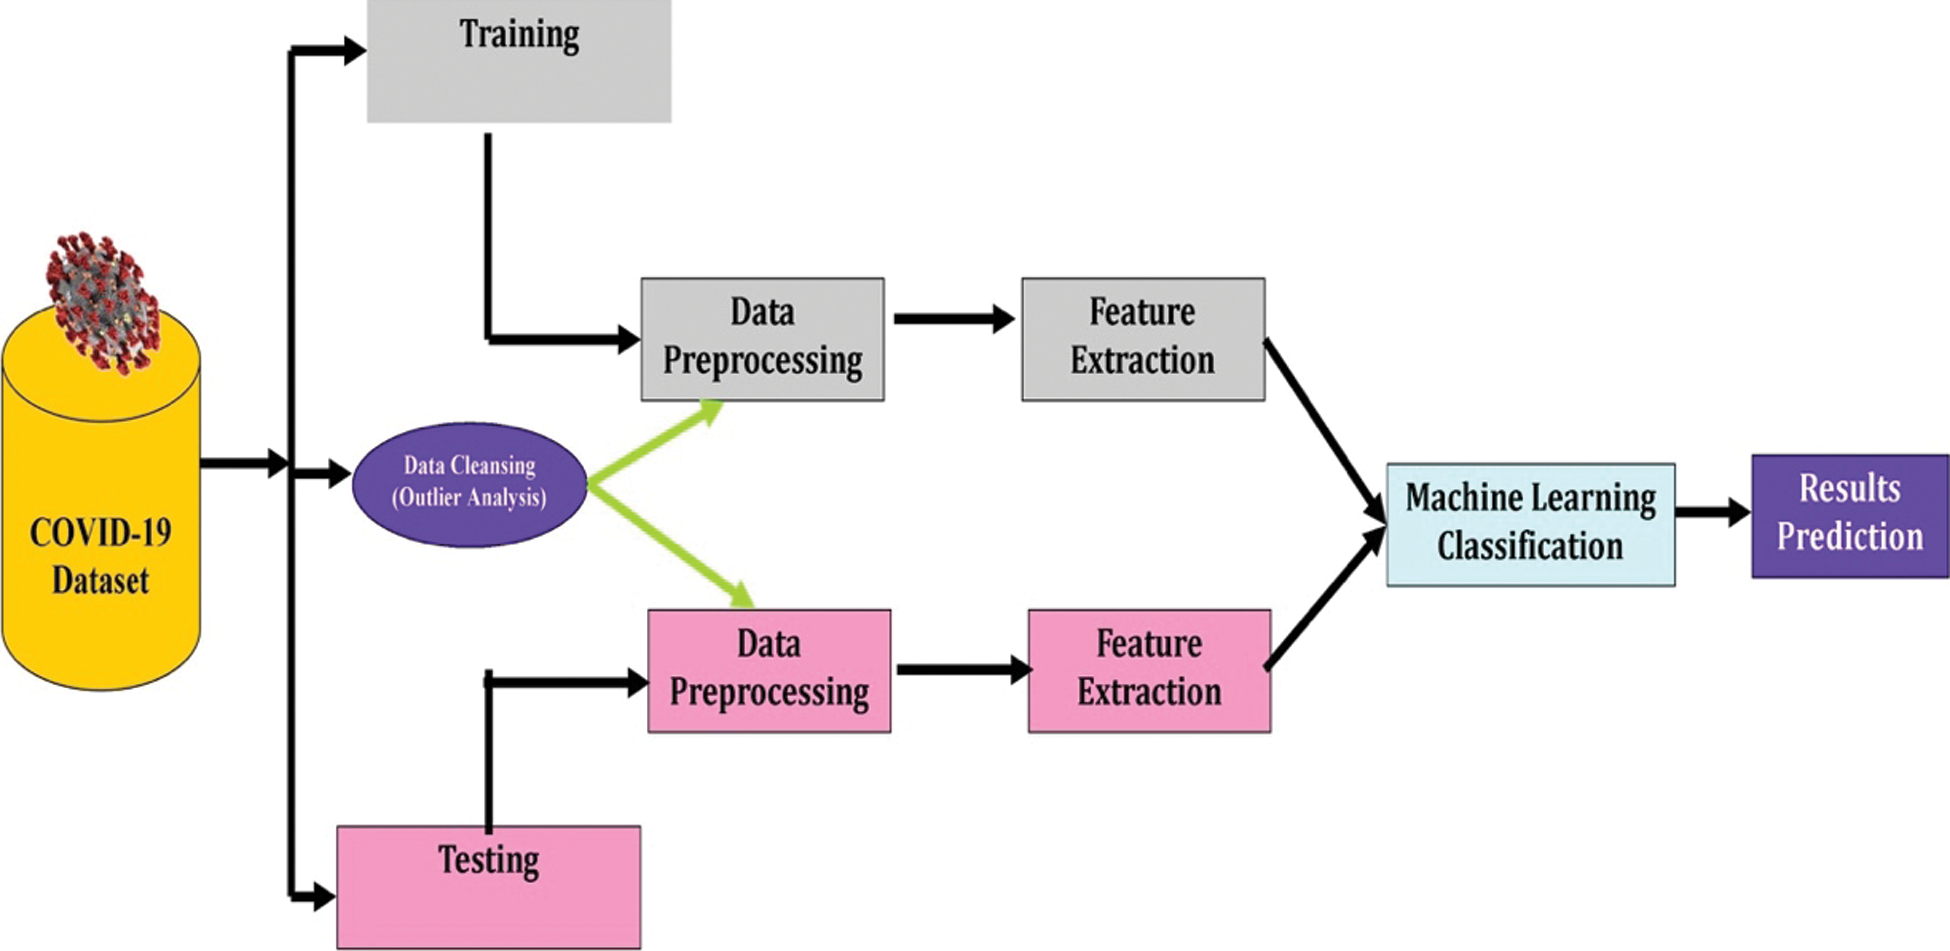 Training
Data
Preprocessing
Feature
Extraction
COVID-19
Dataset
Data Cleansing
(Outlier Analysis)
Machine Learning
Classification
Results
Prediction
Data
Preprocessing
Feature
Extraction
Testing